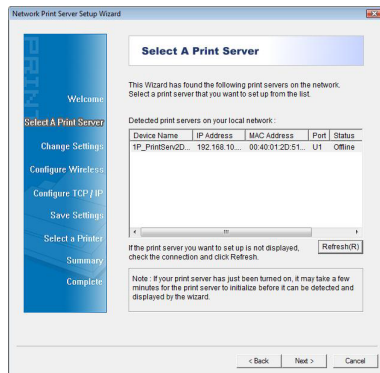 Network Print Server Setup Wizard
PRINT
Select A Print Server
Welcome
Select A Print Server
Change Settings
Configure Wireless
Configure TCP / IP
Save Settings
Select a Printer
Summary
Complete
This Wizard has found the following print servers on the network.
Select a print server that you want to set up from the list.
Detected print servers on your local network :
Device Name IP Address MAC Address Port Status
1P_PrintServ2D... 192.168.10.... 00:40:01:2D:51... U1 Offline
If the print server you want to set up is not displayed,
check the connection and click Refresh.
Refresh(R)
Note : If your print server has just been turned on, it may take a few
minutes for the print server to initialize before it can be detected and
displayed by the wizard.
< Back Next > Cancel